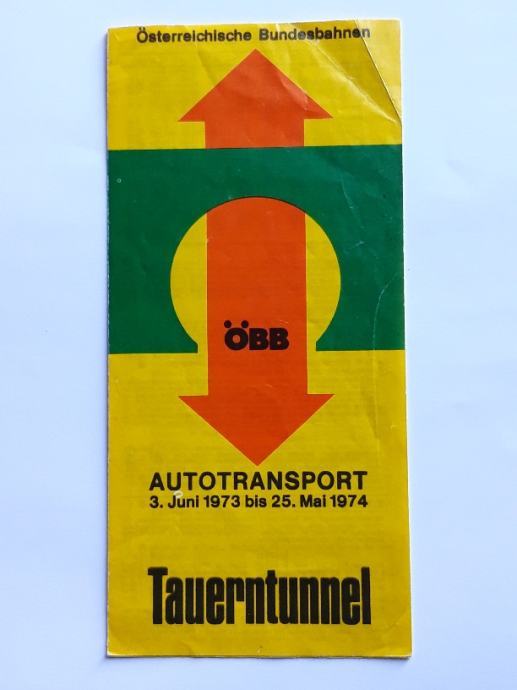 Österreichische Bundesbahnen
ÖBB
AUTOTRANSPORT
3. Juni 1973 bis 25. Mai 1974
Tauerntunnel